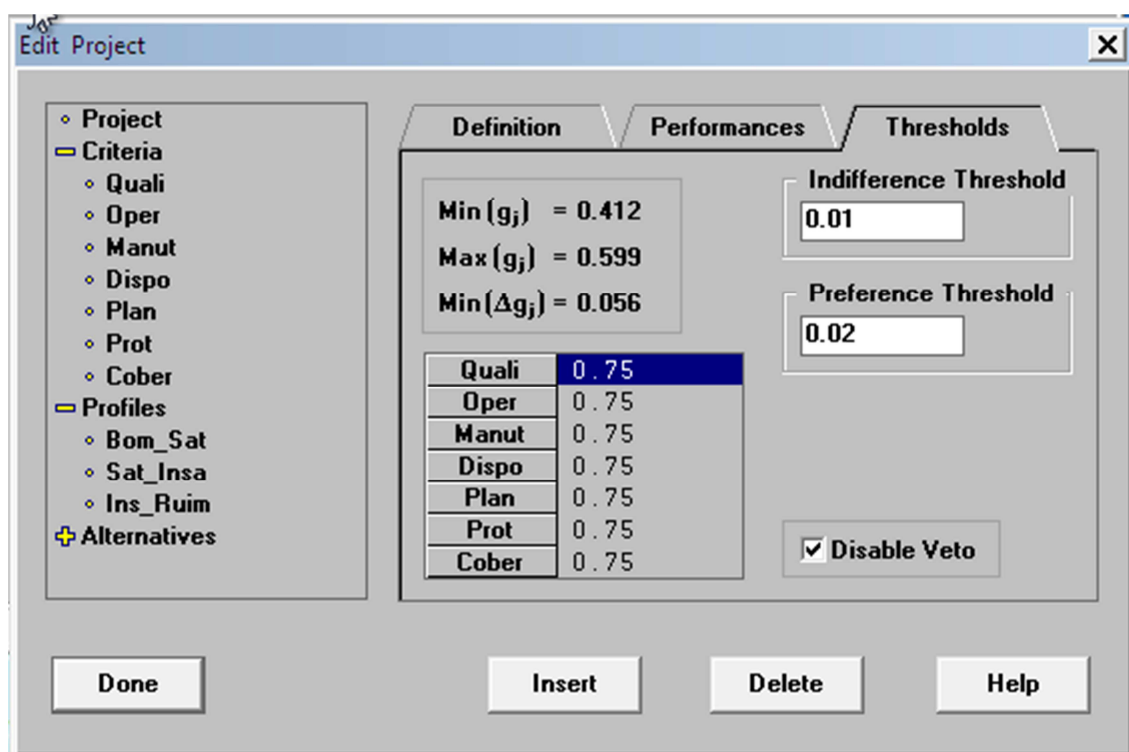 Edit Project
Project
Criteria
Quali
Oper
Manut
Dispo
Plan
Prot
Cober
Profiles
Bom_Sat
Sat_Insa
Ins_Ruim
Alternatives
Definition Performances Thresholds
Min(gj) = 0.412
Max(gj) = 0.599
Min(Δgj) = 0.056
Indifference Threshold
0.01
Preference Threshold
0.02
Quali 0.75
Oper 0.75
Manut 0.75
Dispo 0.75
Plan 0.75
Prot 0.75
Cober 0.75
Disable Veto
Done Insert Delete Help